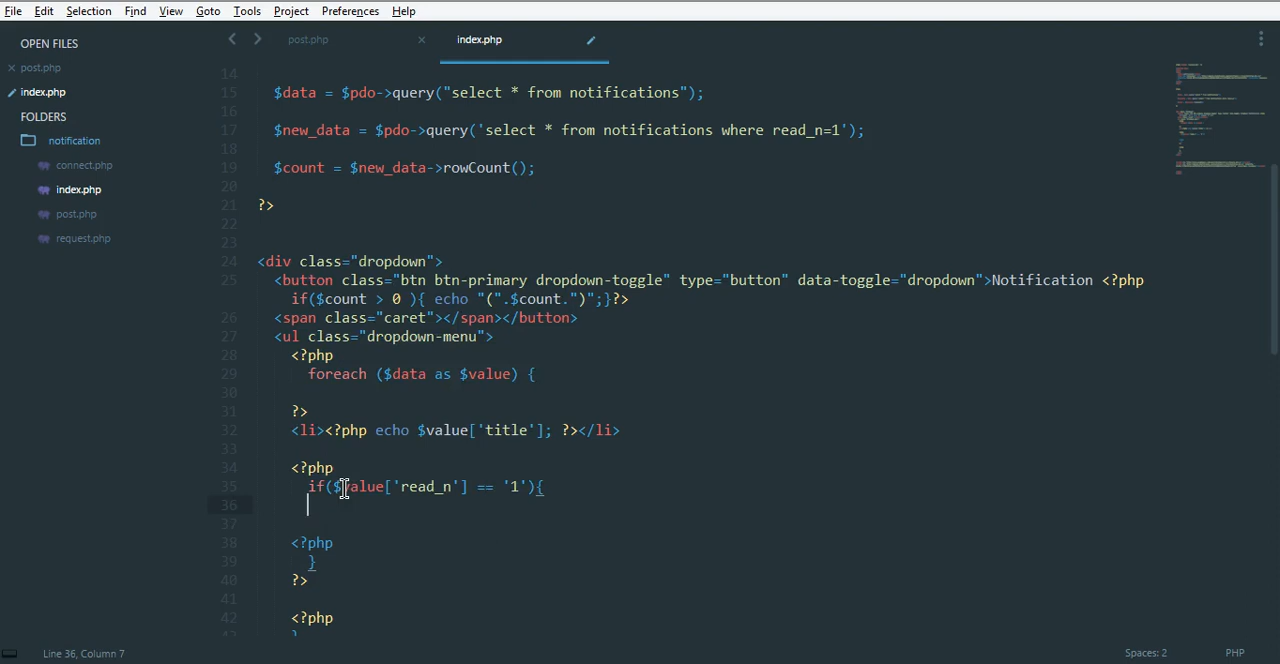 File Edit Selection Find View Goto Tools Project Preferences Help
OPEN FILES
post.php
index.php
FOLDERS
notification
connect.php
index.php
post.php
request.php
post.php
index.php
14
15 $data = $pdo->query("select * from notifications");
16
17 $new_data = $pdo->query('select * from notifications where read_n=1');
18
19 $count = $new_data->rowCount();
20
21 ?>
22
23
24 <div class="dropdown">
25 <button class="btn btn-primary dropdown-toggle" type="button" data-toggle="dropdown">Notification <?php
if($count > 0 ){ echo "(".$count.")";}?>
26 <span class="caret"></span></button>
27 <ul class="dropdown-menu">
28 <?php
29 foreach ($data as $value) {
30
31 ?>
32 <li><?php echo $value['title']; ?></li>
33
34 <?php
35 if($value['read_n'] == '1'){
36
37
38 <?php
39 }
40 ?>
41
42 <?php
43 }
Line 36, Column 7
Spaces: 2
PHP